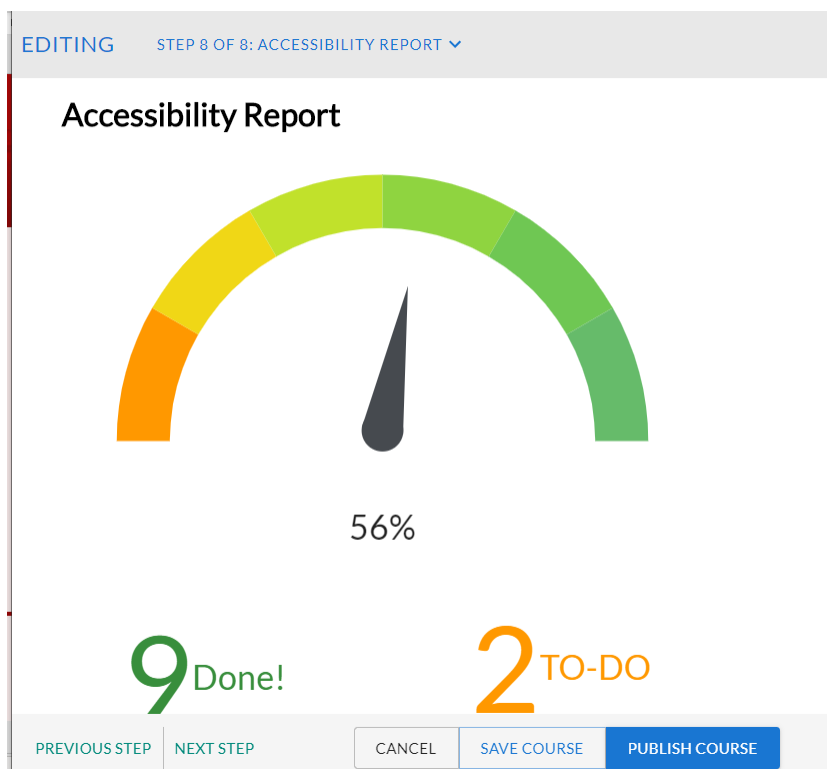 EDITING
STEP 8 OF 8: ACCESSIBILITY REPORT
Accessibility Report
56%
9 Done!
2 TO-DO
PREVIOUS STEP
NEXT STEP
CANCEL
SAVE COURSE
PUBLISH COURSE